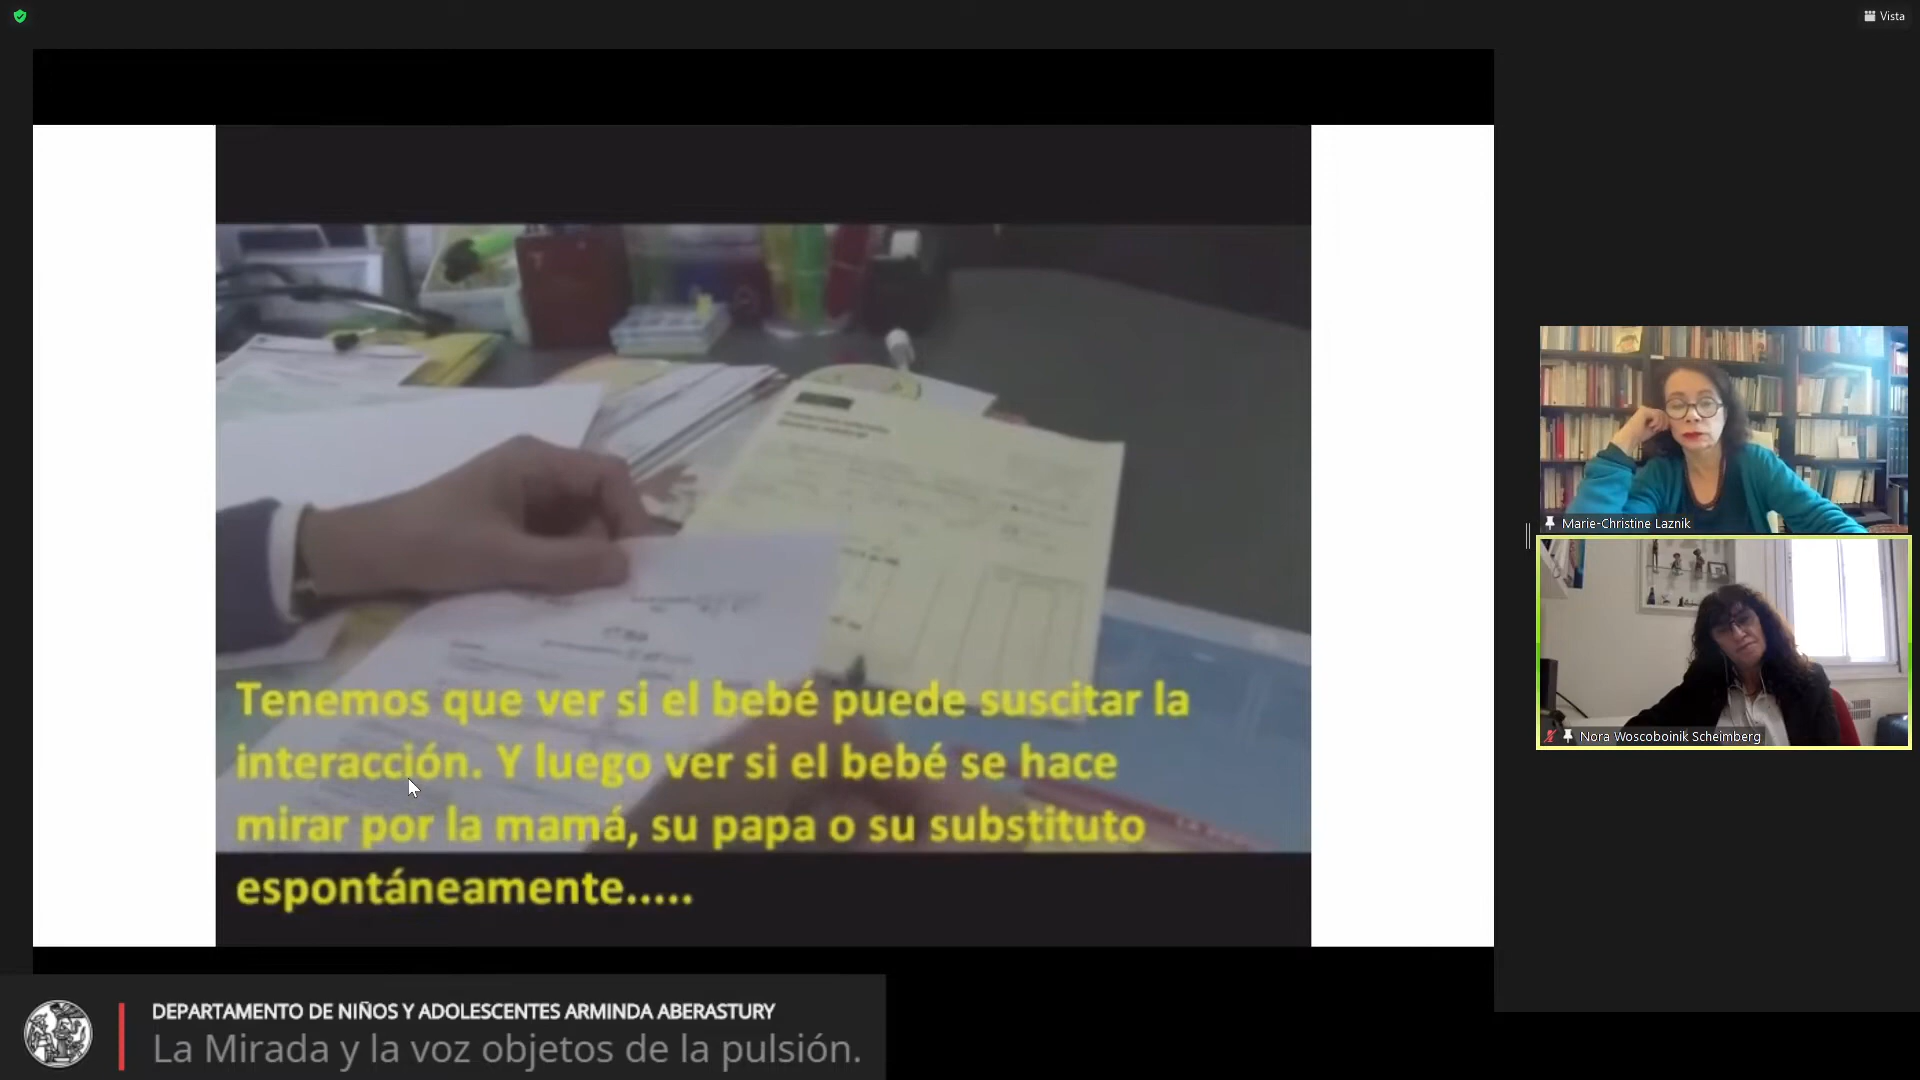 Vista
Tenemos que ver si el bebé puede suscitar la
interacción. Y luego ver si el bebé se hace
mirar por la mamá, su papa o su substituto
espontáneamente.....
Marie-Christine Laznik
Nora Woscoboinik Scheimberg
DEPARTAMENTO DE NIÑOS Y ADOLESCENTES ARMINDA ABERASTURY
La Mirada y la voz objetos de la pulsión.